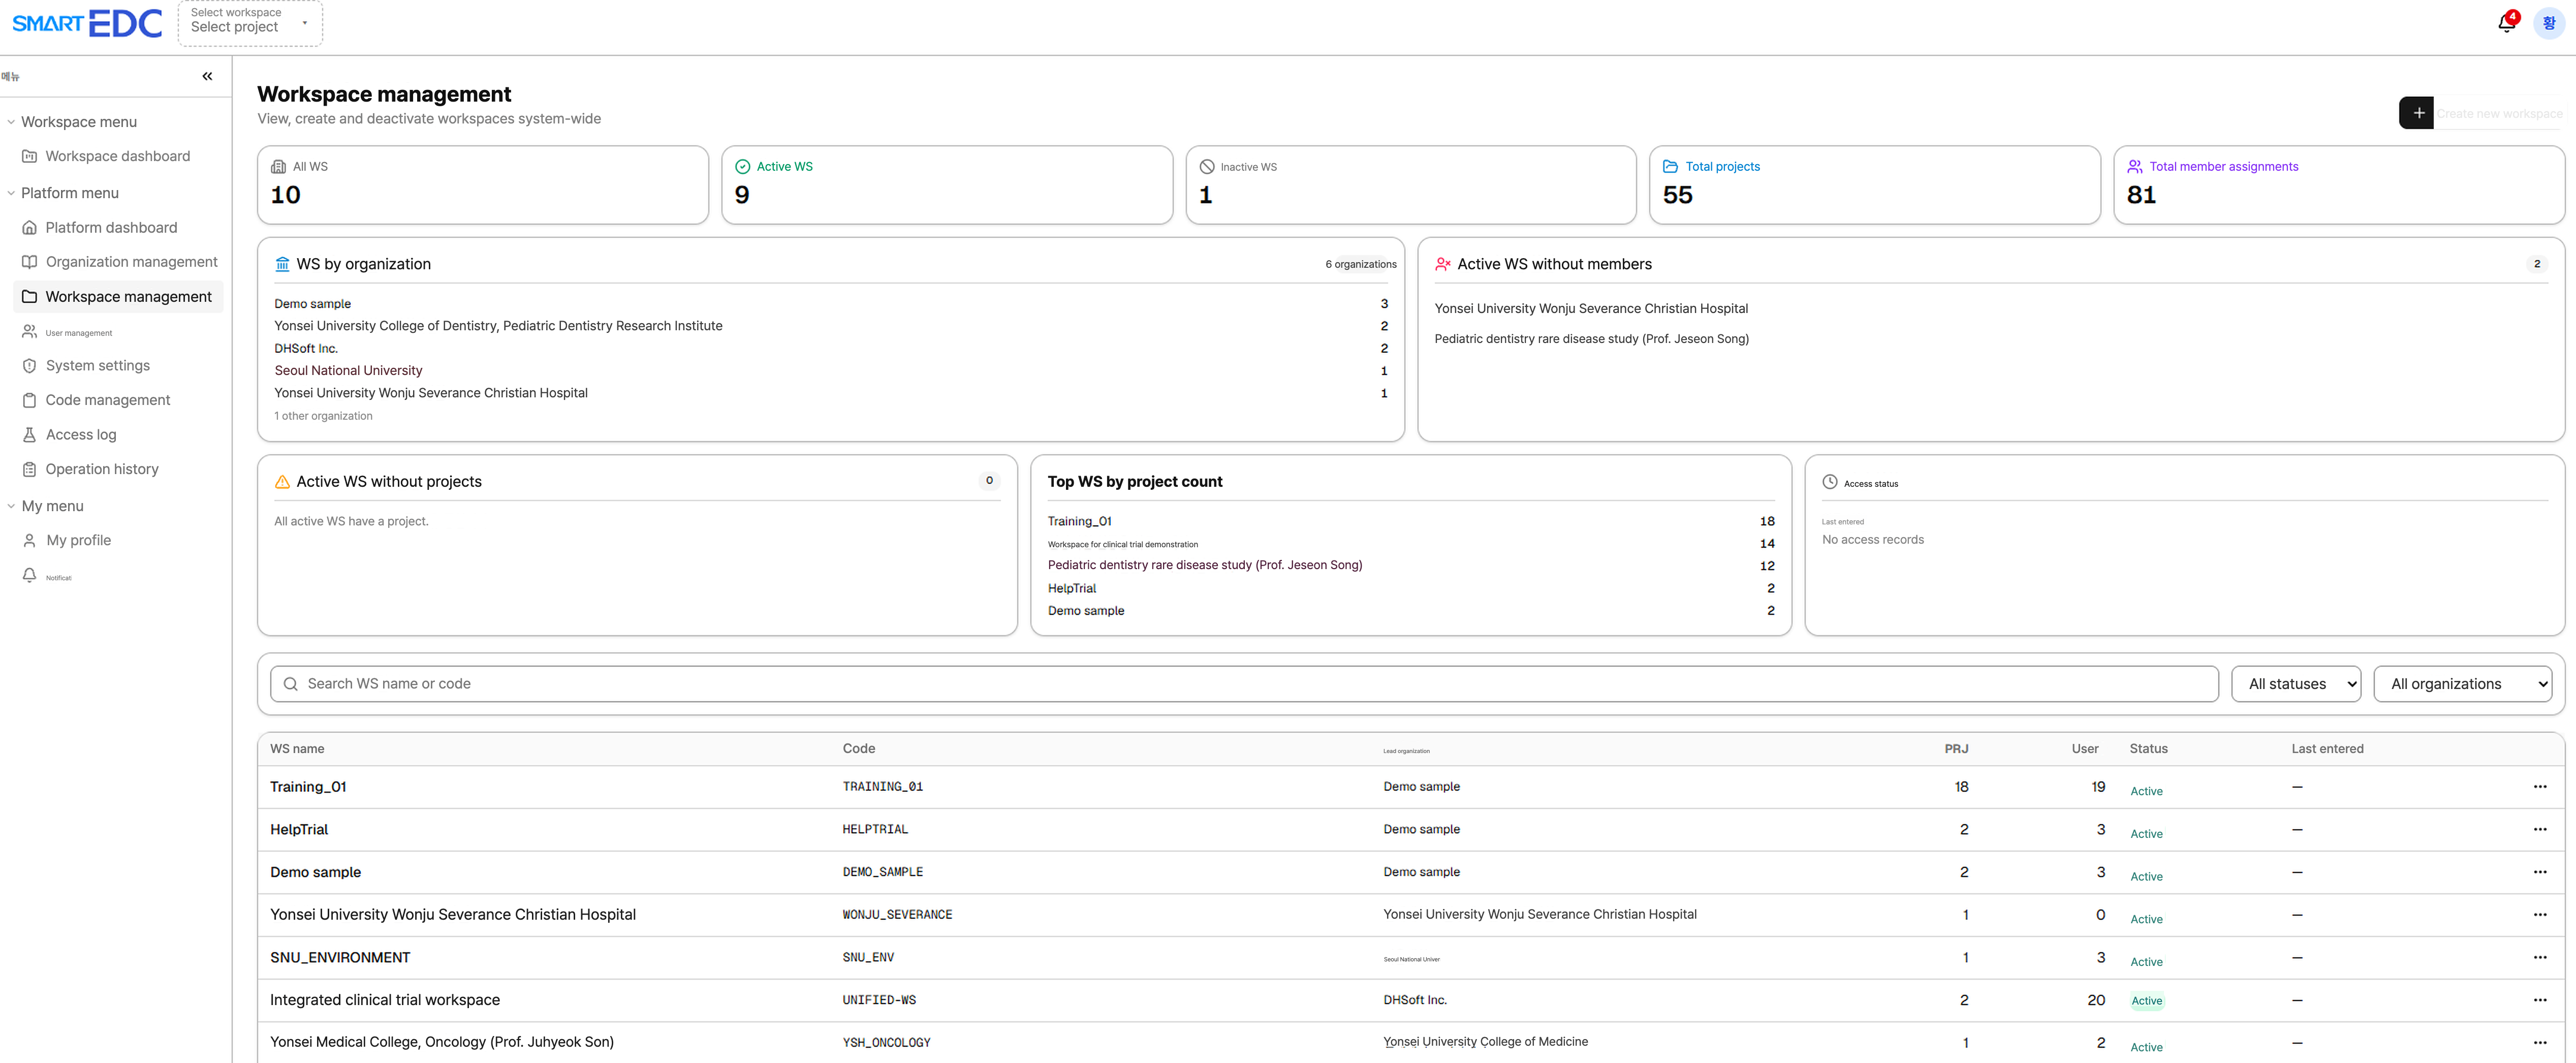 SMART EDC
Select workspace
Select project
4
황
메뉴
Workspace menu
Workspace dashboard
Platform menu
Platform dashboard
Organization management
Workspace management
User management
System settings
Code management
Access log
Operation history
My menu
My profile
Notificati
Workspace management
View, create and deactivate workspaces system-wide
Create new workspace
All WS
10
Active WS
9
Inactive WS
1
Total projects
55
Total member assignments
81
WS by organization
6 organizations
Demo sample 3
Yonsei University College of Dentistry, Pediatric Dentistry Research Institute 2
DHSoft Inc. 2
Seoul National University 1
Yonsei University Wonju Severance Christian Hospital 1
1 other organization
Active WS without members 2
Yonsei University Wonju Severance Christian Hospital
Pediatric dentistry rare disease study (Prof. Jeseon Song)
Active WS without projects 0
All active WS have a project.
Top WS by project count
Training_01 18
Workspace for clinical trial demonstration 14
Pediatric dentistry rare disease study (Prof. Jeseon Song) 12
HelpTrial 2
Demo sample 2
Access status
Last entered
No access records
Search WS name or code
All statuses
All organizations
WS name Code Lead organization PRJ User Status Last entered
Training_01 TRAINING_01 Demo sample 18 19 Active — ...
HelpTrial HELPTRIAL Demo sample 2 3 Active — ...
Demo sample DEMO_SAMPLE Demo sample 2 3 Active — ...
Yonsei University Wonju Severance Christian Hospital WONJU_SEVERANCE Yonsei University Wonju Severance Christian Hospital 1 0 Active — ...
SNU_ENVIRONMENT SNU_ENV Seoul National Univer 1 3 Active — ...
Integrated clinical trial workspace UNIFIED-WS DHSoft Inc. 2 20 Active — ...
Yonsei Medical College, Oncology (Prof. Juhyeok Son) YSH_ONCOLOGY Yonsei University College of Medicine 1 2 Active — ...